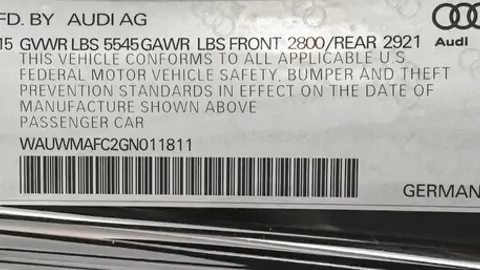 FD. BY AUDI AG
15 GVWR LBS 5545 GAWR LBS FRONT 2800/REAR 2921
Audi
THIS VEHICLE CONFORMS TO ALL APPLICABLE U.S.
FEDERAL MOTOR VEHICLE SAFETY, BUMPER AND THEFT
PREVENTION STANDARDS IN EFFECT ON THE DATE OF
MANUFACTURE SHOWN ABOVE
PASSENGER CAR
WAUWMAFC2GN011811
GERMAN